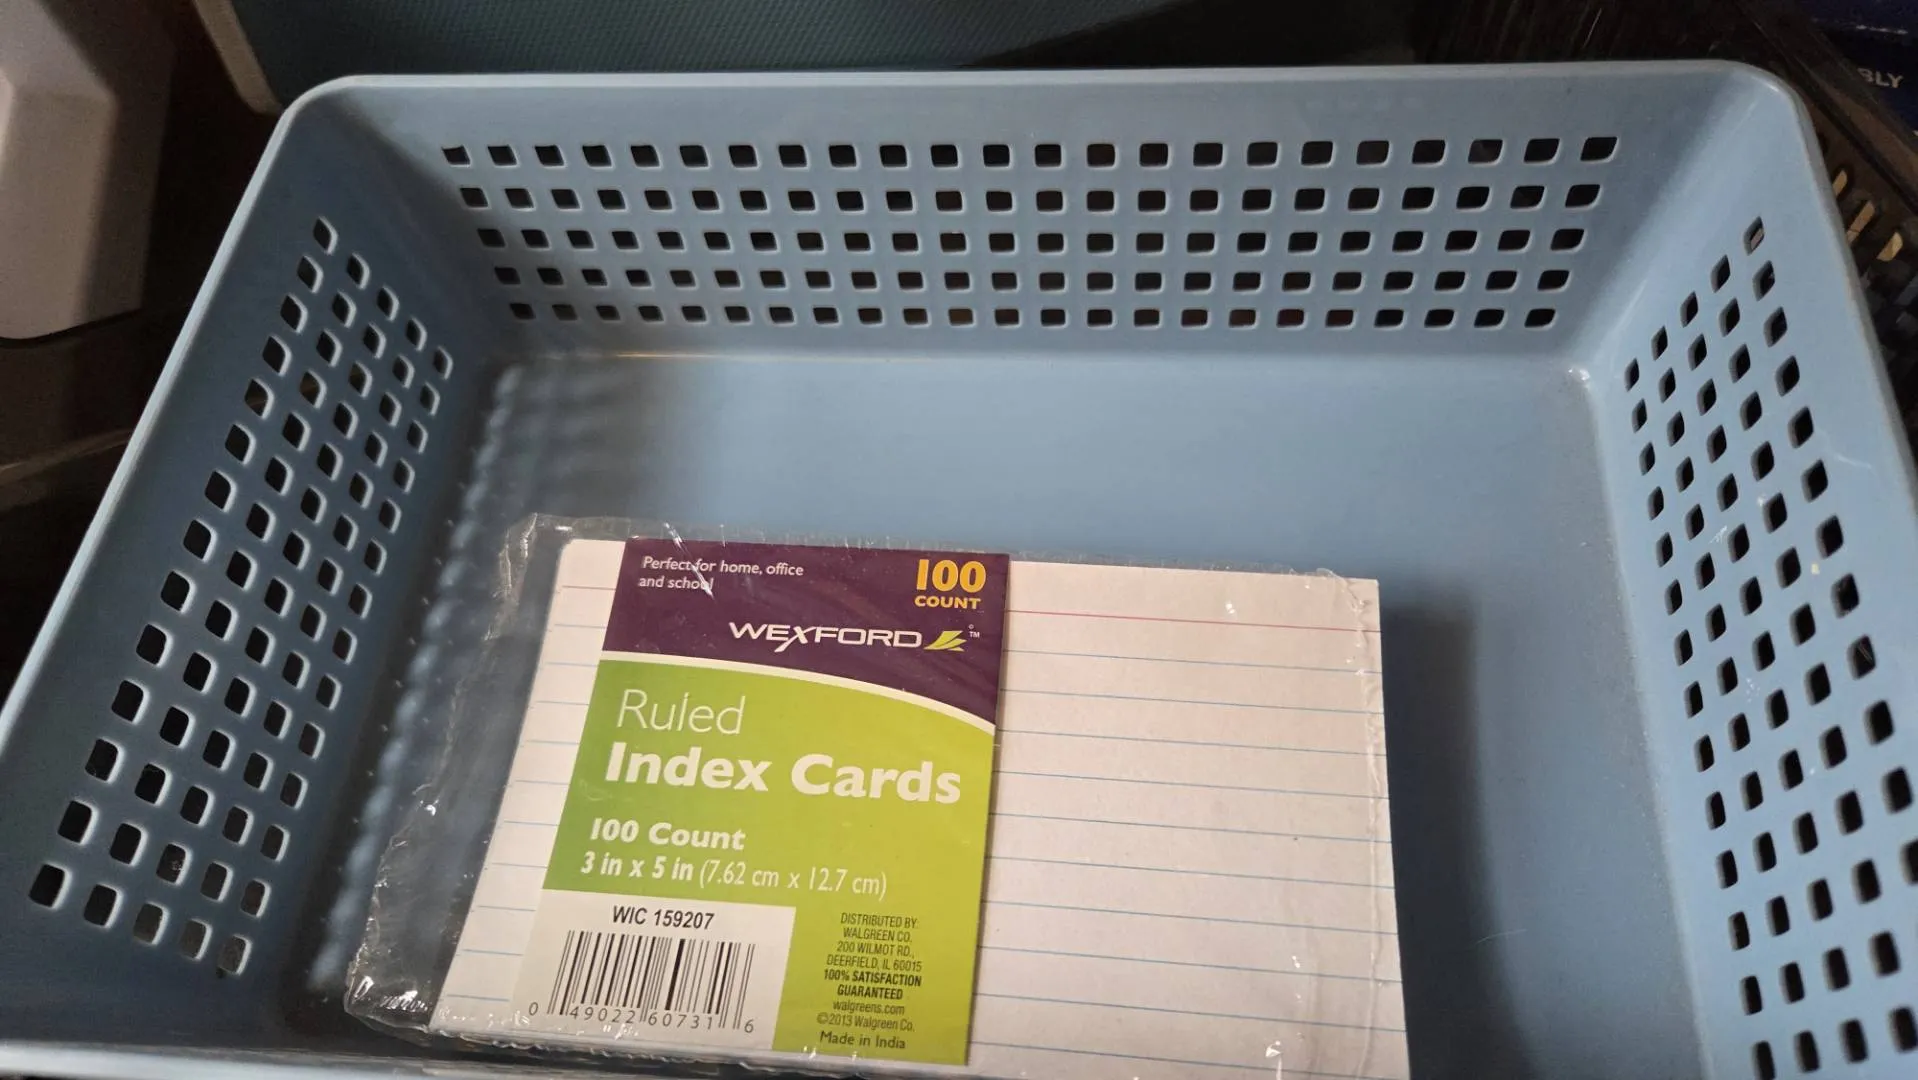 BLY
Perfect for home, office
and school
100
COUNT
WEXFORD™
Ruled
Index Cards
100 Count
3 in x 5 in (7.62 cm x 12.7 cm)
WIC 159207
0 49022 60731 6
DISTRIBUTED BY:
WALGREEN CO.
200 WILMOT RD.,
DEERFIELD, IL 60015
100% SATISFACTION
GUARANTEED
walgreens.com
©2013 Walgreen Co.
Made in India